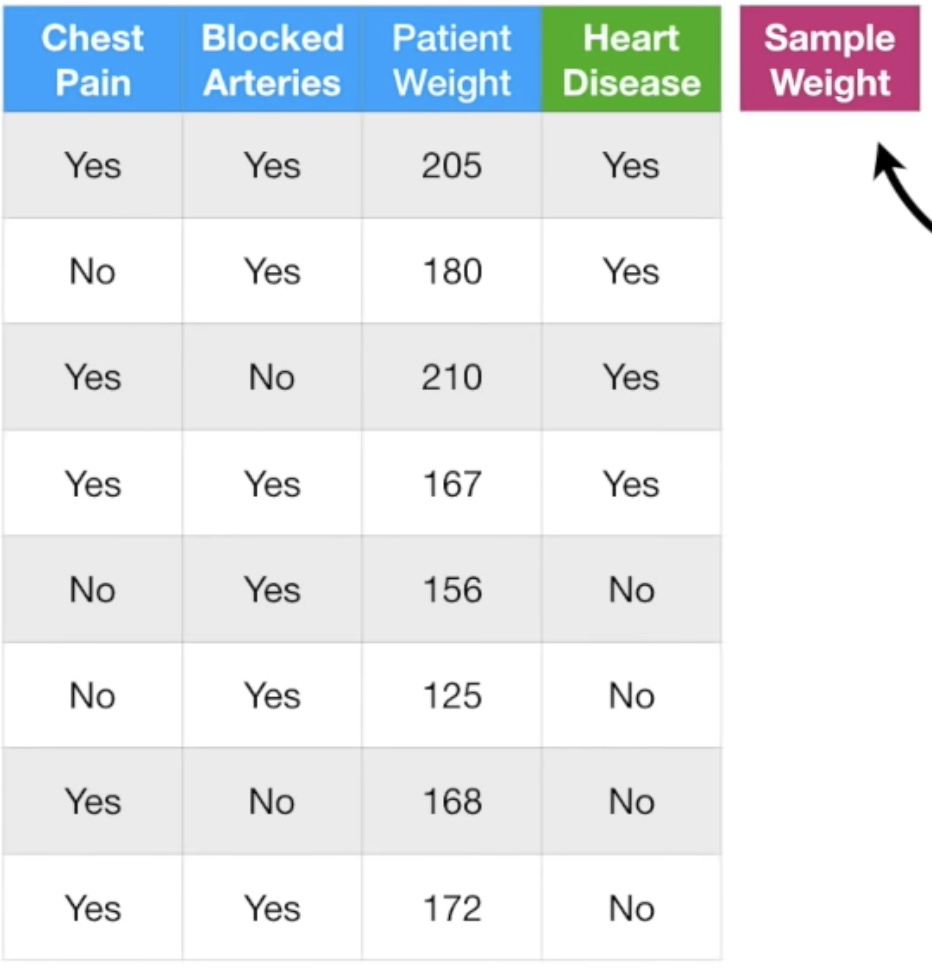 Chest Pain Blocked Arteries Patient Weight Heart Disease Sample Weight
Yes Yes 205 Yes
No Yes 180 Yes
Yes No 210 Yes
Yes Yes 167 Yes
No Yes 156 No
No Yes 125 No
Yes No 168 No
Yes Yes 172 No